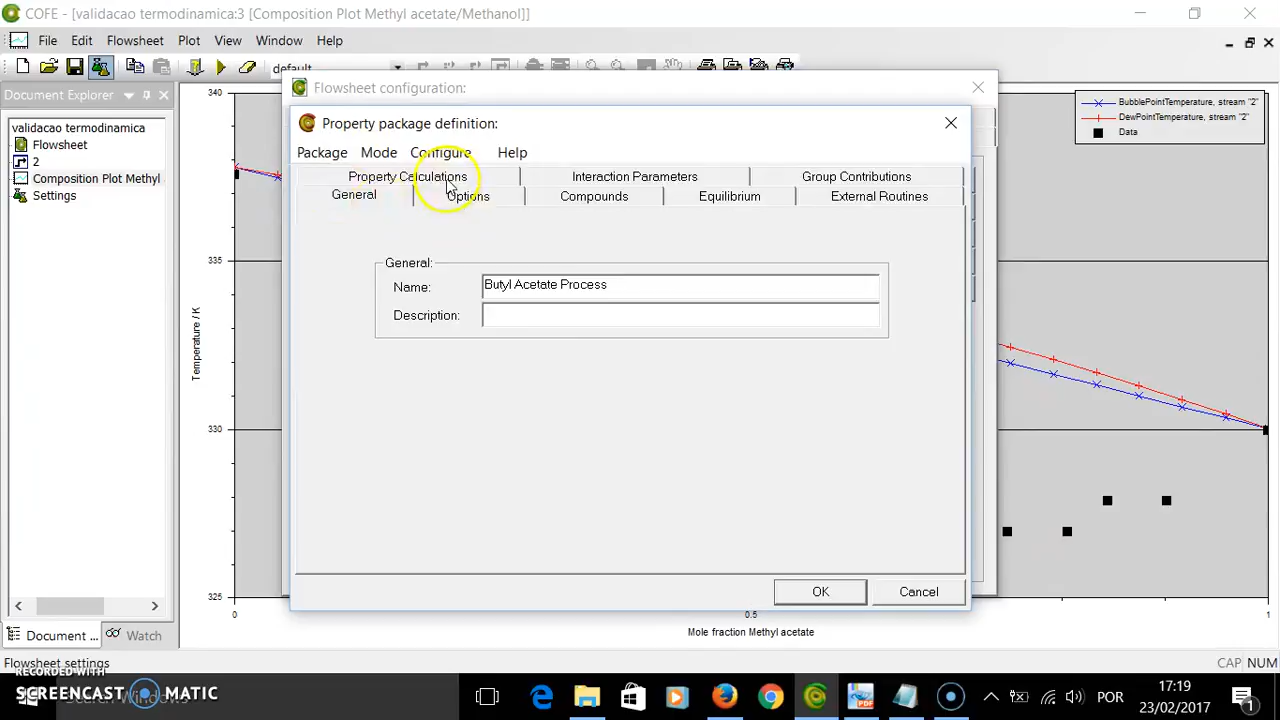 COFE - [validacao termodinamica:3 [Composition Plot Methyl acetate/Methanol]]
File Edit Flowsheet Plot View Window Help
default
Document Explorer
validacao termodinamica
Flowsheet
2
Composition Plot Methyl
Settings
Document ... Watch
Flowsheet settings
CAP NUM
Flowsheet configuration:
Property package definition:
Package Mode Configure Help
Property Calculations Interaction Parameters Group Contributions
General Options Compounds Equilibrium External Routines
General:
Name: Butyl Acetate Process
Description:
OK Cancel
BubblePointTemperature, stream "2"
DewPointTemperature, stream "2"
Data
340
335
330
325
Temperature / K
0 0.5 1
Mole fraction Methyl acetate
RECORDED WITH
SCREENCAST MATIC
Search Windows
POR
17:19
23/02/2017
1